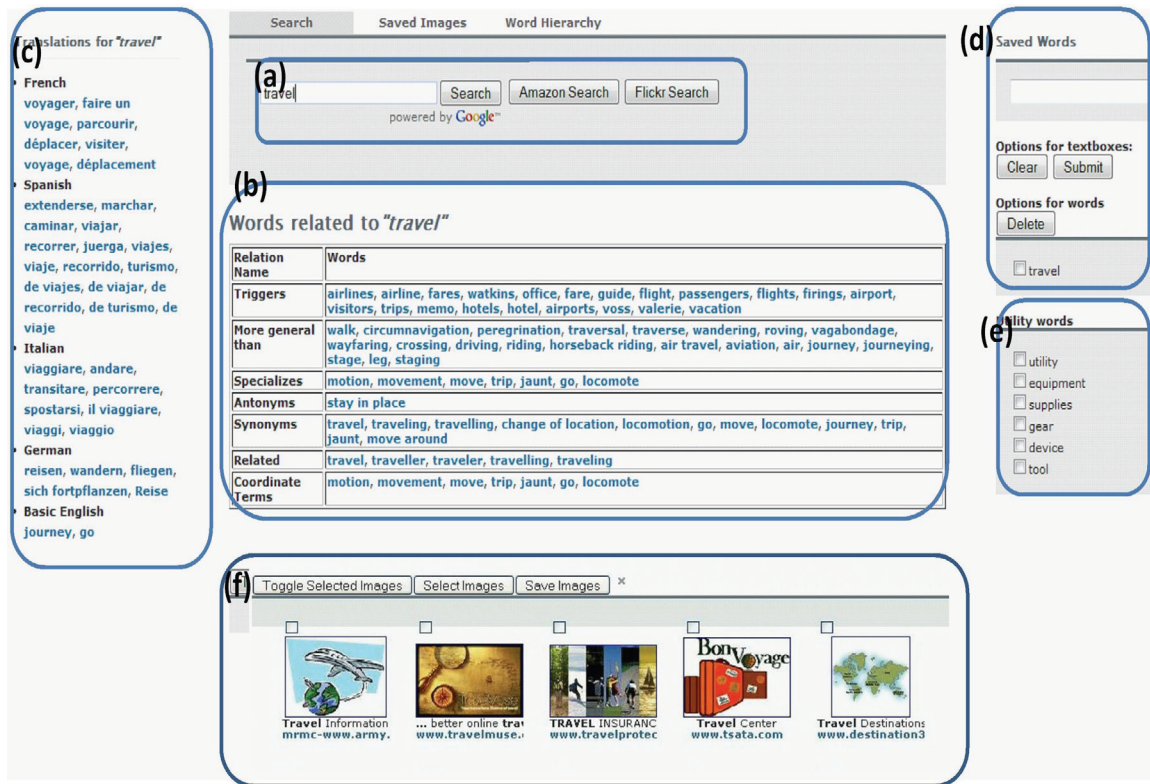 Search Saved Images Word Hierarchy
(c)
Translations for "travel"
French
voyager, faire un
voyage, parcourir,
déplacer, visiter,
voyage, déplacement
Spanish
extenderse, marchar,
caminar, viajar,
recorrer, juerga, viajes,
viaje, recorrido, turismo,
de viajes, de viajar, de
recorrido, de turismo, de
viaje
Italian
viaggiare, andare,
transitare, percorrere,
spostarsi, il viaggiare,
viaggi, viaggio
German
reisen, wandern, fliegen,
sich fortpflanzen, Reise
Basic English
journey, go
(a)
travel Search Amazon Search Flickr Search
powered by Google™
(b)
Words related to "travel"
Relation Name Words
Triggers airlines, airline, fares, watkins, office, fare, guide, flight, passengers, flights, firings, airport,
visitors, trips, memo, hotels, hotel, airports, voss, valerie, vacation
More general than walk, circumnavigation, peregrination, traversal, traverse, wandering, roving, vagabondage,
wayfaring, crossing, driving, riding, horseback riding, air travel, aviation, air, journey, journeying,
stage, leg, staging
Specializes motion, movement, move, trip, jaunt, go, locomote
Antonyms stay in place
Synonyms travel, traveling, travelling, change of location, locomotion, go, move, locomote, journey, trip,
jaunt, move around
Related travel, traveller, traveler, travelling, traveling
Coordinate Terms motion, movement, move, trip, jaunt, go, locomote
(d)
Saved Words
Options for textboxes:
Clear Submit
Options for words
Delete
travel
(e)
Utility words
utility
equipment
supplies
gear
device
tool
(f)
Toggle Selected Images Select Images Save Images ×
Bon Voyage
Travel Information ... better online trav TRAVEL INSURANC Travel Center Travel Destinations
mrmc-www.army. www.travelmuse. www.travelprotec www.tsata.com www.destination3